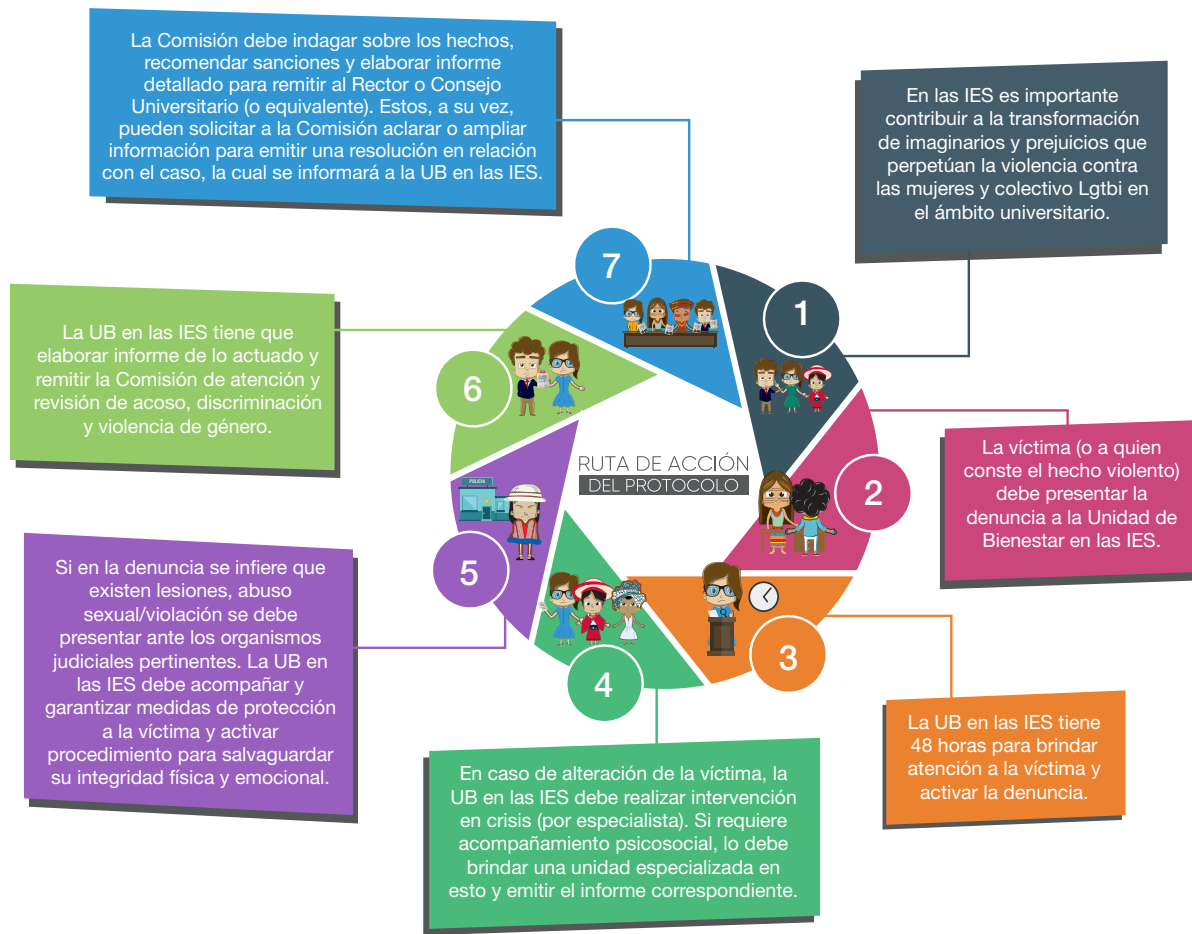 RUTA DE ACCIÓN
DEL PROTOCOLO
1
En las IES es importante
contribuir a la transformación
de imaginarios y prejuicios que
perpetúan la violencia contra
las mujeres y colectivo Lgtbi en
el ámbito universitario.
2
La víctima (o a quien
conste el hecho violento)
debe presentar la
denuncia a la Unidad de
Bienestar en las IES.
3
La UB en las IES tiene
48 horas para brindar
atención a la víctima y
activar la denuncia.
4
En caso de alteración de la víctima, la
UB en las IES debe realizar intervención
en crisis (por especialista). Si requiere
acompañamiento psicosocial, lo debe
brindar una unidad especializada en
esto y emitir el informe correspondiente.
5
POLICIA
Si en la denuncia se infiere que
existen lesiones, abuso
sexual/violación se debe
presentar ante los organismos
judiciales pertinentes. La UB en
las IES debe acompañar y
garantizar medidas de protección
a la víctima y activar
procedimiento para salvaguardar
su integridad física y emocional.
6
La UB en las IES tiene que
elaborar informe de lo actuado y
remitir la Comisión de atención y
revisión de acoso, discriminación
y violencia de género.
7
La Comisión debe indagar sobre los hechos,
recomendar sanciones y elaborar informe
detallado para remitir al Rector o Consejo
Universitario (o equivalente). Estos, a su vez,
pueden solicitar a la Comisión aclarar o ampliar
información para emitir una resolución en relación
con el caso, la cual se informará a la UB en las IES.